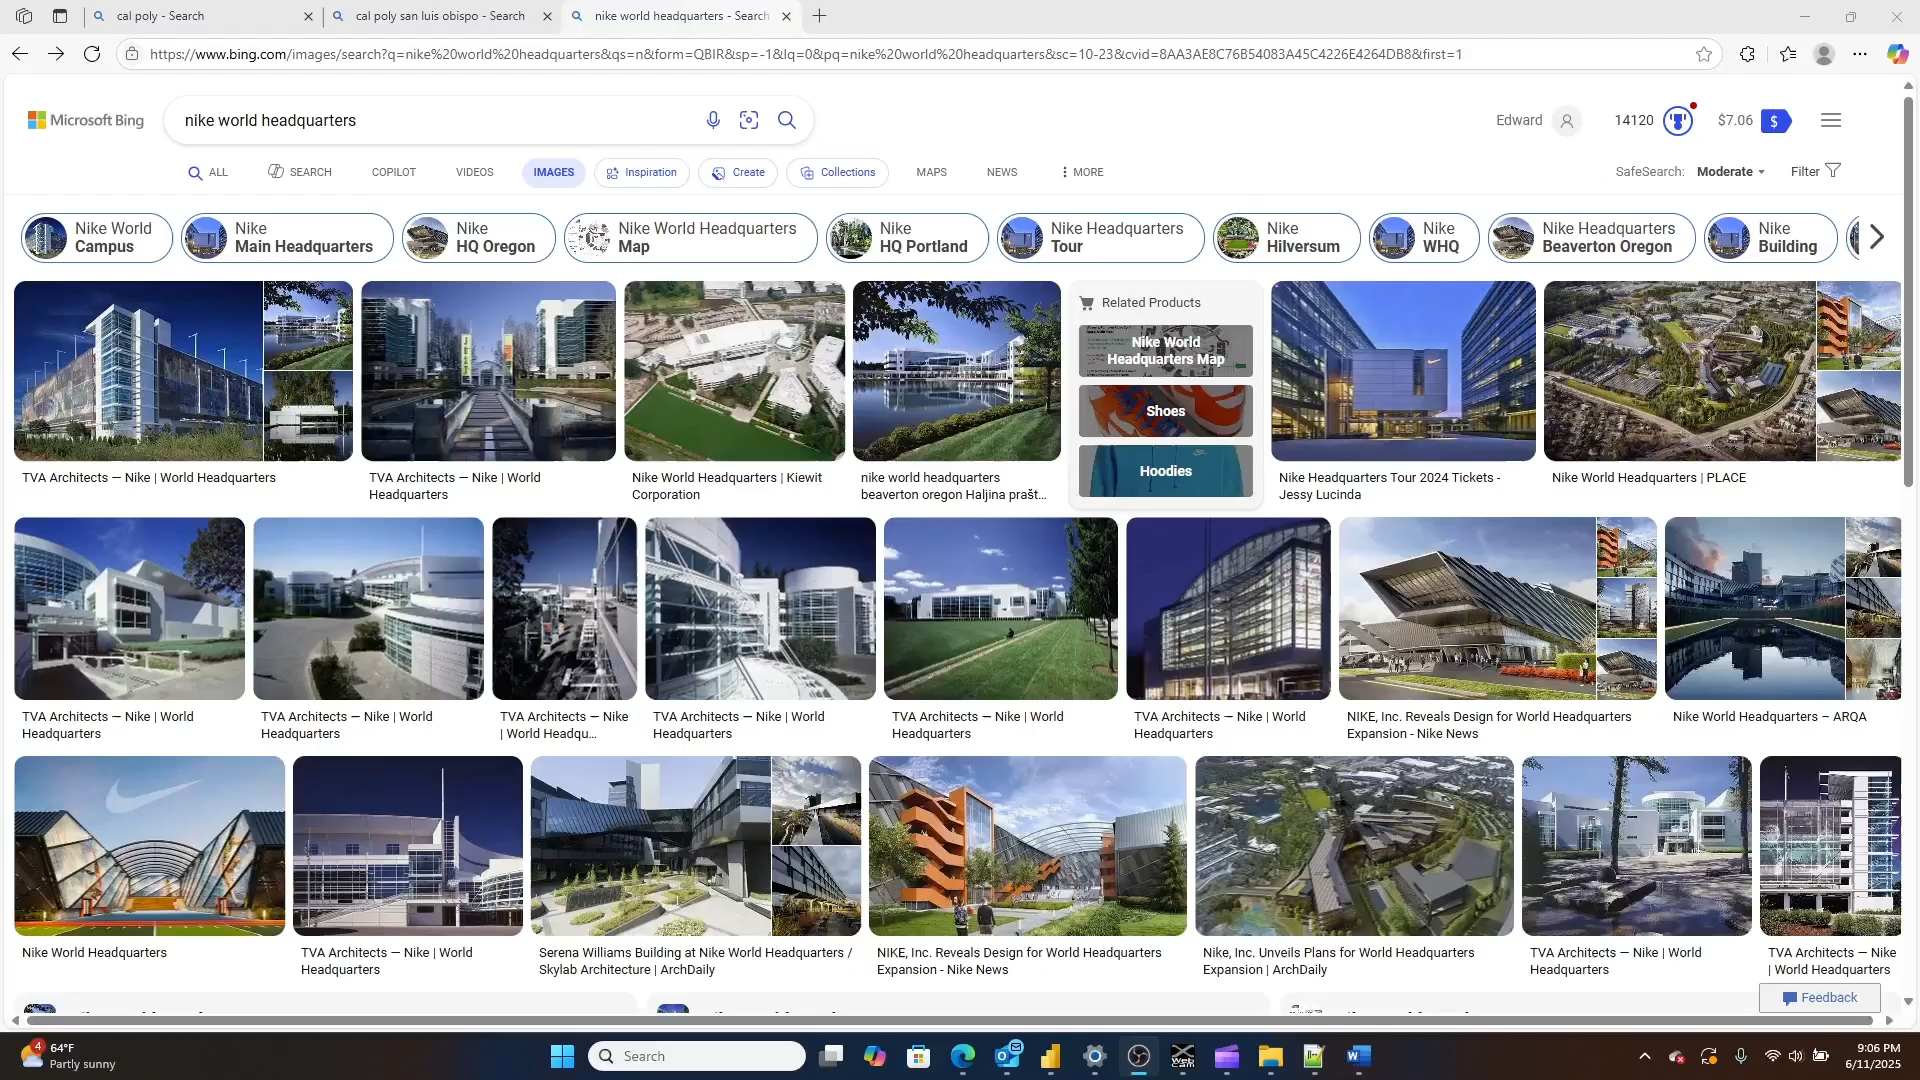 cal poly - Search
cal poly san luis obispo - Search
nike world headquarters - Search
https://www.bing.com/images/search?q=nike%20world%20headquarters&qs=n&form=QBIR&sp=-1&lq=0&pq=nike%20world%20headquarters&sc=10-23&cvid=8AA3AE8C76B54083A45C4226E4264DB8&first=1
Microsoft Bing
nike world headquarters
Edward
14120
$7.06
$
ALL
SEARCH
COPILOT
VIDEOS
IMAGES
Inspiration
Create
Collections
MAPS
NEWS
MORE
SafeSearch:
Moderate
Filter
Nike World
Campus
Nike
Main Headquarters
Nike
HQ Oregon
Nike World Headquarters
Map
Nike
HQ Portland
Nike Headquarters
Tour
Nike
Hilversum
Nike
WHQ
Nike Headquarters
Beaverton Oregon
Nike
Building
Related Products
Nike World
Headquarters Map
Shoes
Hoodies
TVA Architects — Nike | World Headquarters
TVA Architects — Nike | World
Headquarters
Nike World Headquarters | Kiewit
Corporation
nike world headquarters
beaverton oregon Haljina prašt...
Nike Headquarters Tour 2024 Tickets -
Jessy Lucinda
Nike World Headquarters | PLACE
TVA Architects — Nike | World
Headquarters
TVA Architects — Nike | World
Headquarters
TVA Architects — Nike
| World Headqu...
TVA Architects — Nike | World
Headquarters
TVA Architects — Nike | World
Headquarters
TVA Architects — Nike | World
Headquarters
NIKE, Inc. Reveals Design for World Headquarters
Expansion - Nike News
Nike World Headquarters – ARQA
Nike World Headquarters
TVA Architects — Nike | World
Headquarters
Serena Williams Building at Nike World Headquarters /
Skylab Architecture | ArchDaily
NIKE, Inc. Reveals Design for World Headquarters
Expansion - Nike News
Nike, Inc. Unveils Plans for World Headquarters
Expansion | ArchDaily
TVA Architects — Nike | World
Headquarters
TVA Architects — Nike
| World Headquarters
Feedback
4
64°F
Partly sunny
Search
9:06 PM
6/11/2025